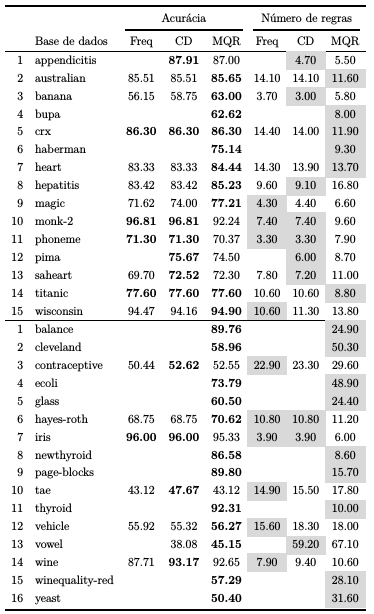 Acurácia Número de regras
Base de dados Freq CD MQR Freq CD MQR
1 appendicitis 87.91 87.00 4.70 5.50
2 australian 85.51 85.51 85.65 14.10 14.10 11.60
3 banana 56.15 58.75 63.00 3.70 3.00 5.80
4 bupa 62.62 8.00
5 crx 86.30 86.30 86.30 14.40 14.00 11.90
6 haberman 75.14 9.30
7 heart 83.33 83.33 84.44 14.30 13.90 13.70
8 hepatitis 83.42 83.42 85.23 9.60 9.10 16.80
9 magic 71.62 74.00 77.21 4.30 4.40 6.60
10 monk-2 96.81 96.81 92.24 7.40 7.40 9.60
11 phoneme 71.30 71.30 70.37 3.30 3.30 7.90
12 pima 75.67 74.50 6.00 8.70
13 saheart 69.70 72.52 72.30 7.80 7.20 11.00
14 titanic 77.60 77.60 77.60 10.60 10.60 8.80
15 wisconsin 94.47 94.16 94.90 10.60 11.30 13.80
1 balance 89.76 24.90
2 cleveland 58.96 50.30
3 contraceptive 50.44 52.62 52.55 22.90 23.30 29.60
4 ecoli 73.79 48.90
5 glass 60.50 24.40
6 hayes-roth 68.75 68.75 70.62 10.80 10.80 11.20
7 iris 96.00 96.00 95.33 3.90 3.90 6.00
8 newthyroid 86.58 8.60
9 page-blocks 89.80 15.70
10 tae 43.12 47.67 43.12 14.90 15.50 17.80
11 thyroid 92.31 10.00
12 vehicle 55.92 55.32 56.27 15.60 18.30 18.00
13 vowel 38.08 45.15 59.20 67.10
14 wine 87.71 93.17 92.65 7.90 9.40 10.60
15 winequality-red 57.29 28.10
16 yeast 50.40 31.60